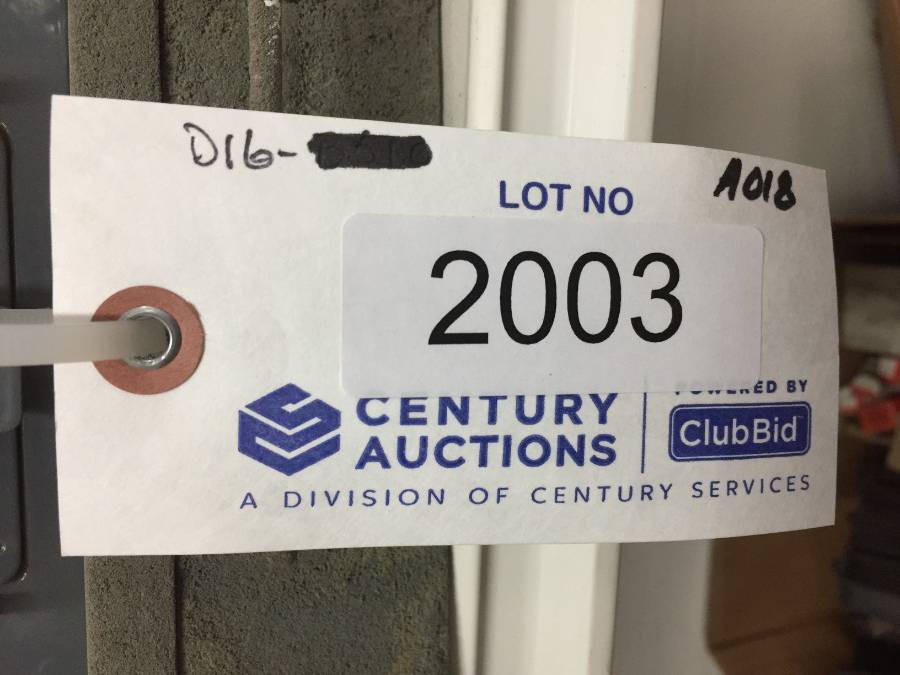 D16-
A018
LOT NO
2003
CENTURY
AUCTIONS
POWERED BY
ClubBid
A DIVISION OF CENTURY SERVICES